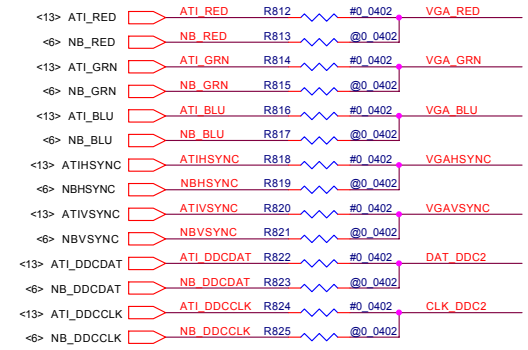 <13> ATI_RED ATI_RED R812 #0_0402 VGA_RED
<6> NB_RED NB_RED R813 @0_0402
<13> ATI_GRN ATI_GRN R814 #0_0402 VGA_GRN
<6> NB_GRN NB_GRN R815 @0_0402
<13> ATI_BLU ATI_BLU R816 #0_0402 VGA_BLU
<6> NB_BLU NB_BLU R817 @0_0402
<13> ATIHSYNC ATIHSYNC R818 #0_0402 VGAHSYNC
<6> NBHSYNC NBHSYNC R819 @0_0402
<13> ATIVSYNC ATIVSYNC R820 #0_0402 VGAVSYNC
<6> NBVSYNC NBVSYNC R821 @0_0402
<13> ATI_DDCDAT ATI_DDCDAT R822 #0_0402 DAT_DDC2
<6> NB_DDCDAT NB_DDCDAT R823 @0_0402
<13> ATI_DDCCLK ATI_DDCCLK R824 #0_0402 CLK_DDC2
<6> NB_DDCCLK NB_DDCCLK R825 @0_0402